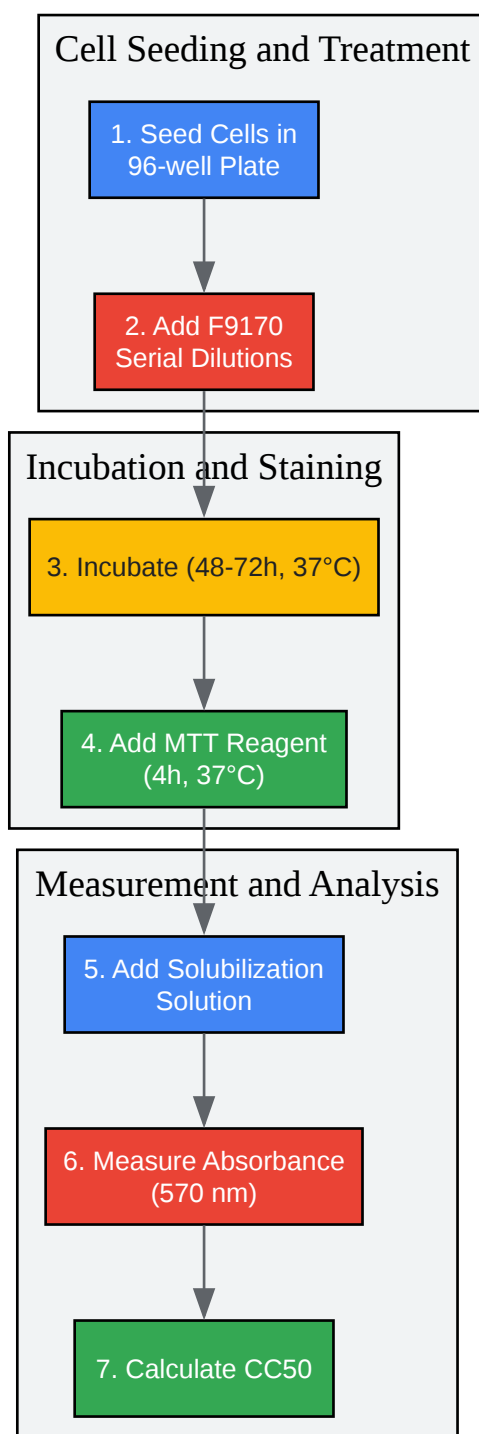 Cell Seeding and Treatment
1. Seed Cells in
96-well Plate
2. Add F9170
Serial Dilutions
Incubation and Staining
3. Incubate (48-72h, 37°C)
4. Add MTT Reagent
(4h, 37°C)
Measurement and Analysis
5. Add Solubilization
Solution
6. Measure Absorbance
(570 nm)
7. Calculate CC50